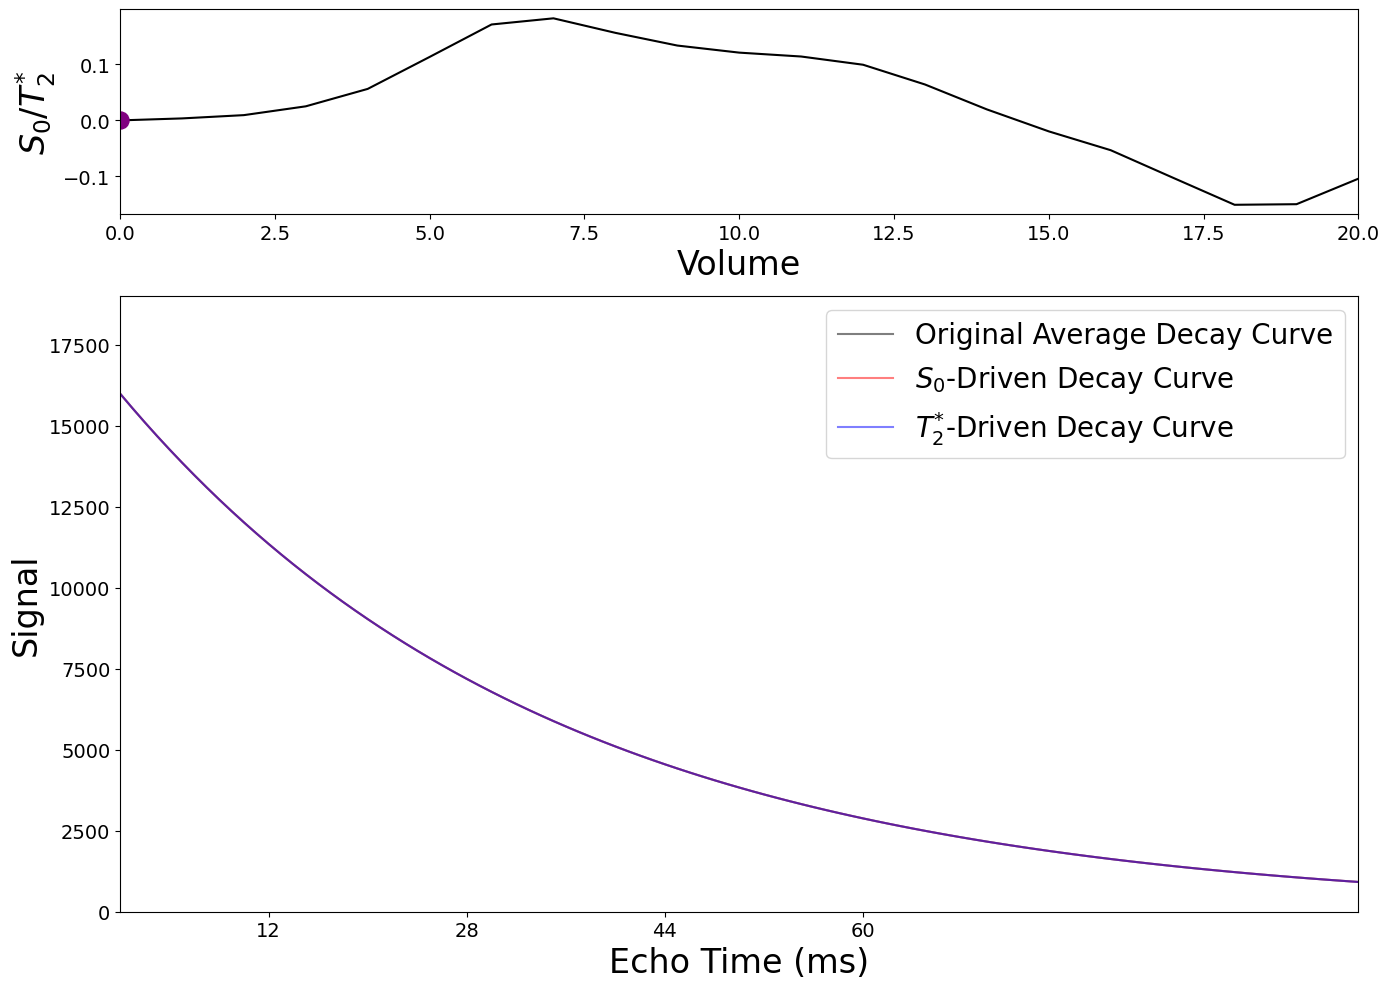 S₀/T₂*
0.1
0.0
−0.1
0.0 2.5 5.0 7.5 10.0 12.5 15.0 17.5 20.0
Volume
Signal
17500
15000
12500
10000
7500
5000
2500
0
Original Average Decay Curve
S₀-Driven Decay Curve
T₂*-Driven Decay Curve
12 28 44 60
Echo Time (ms)